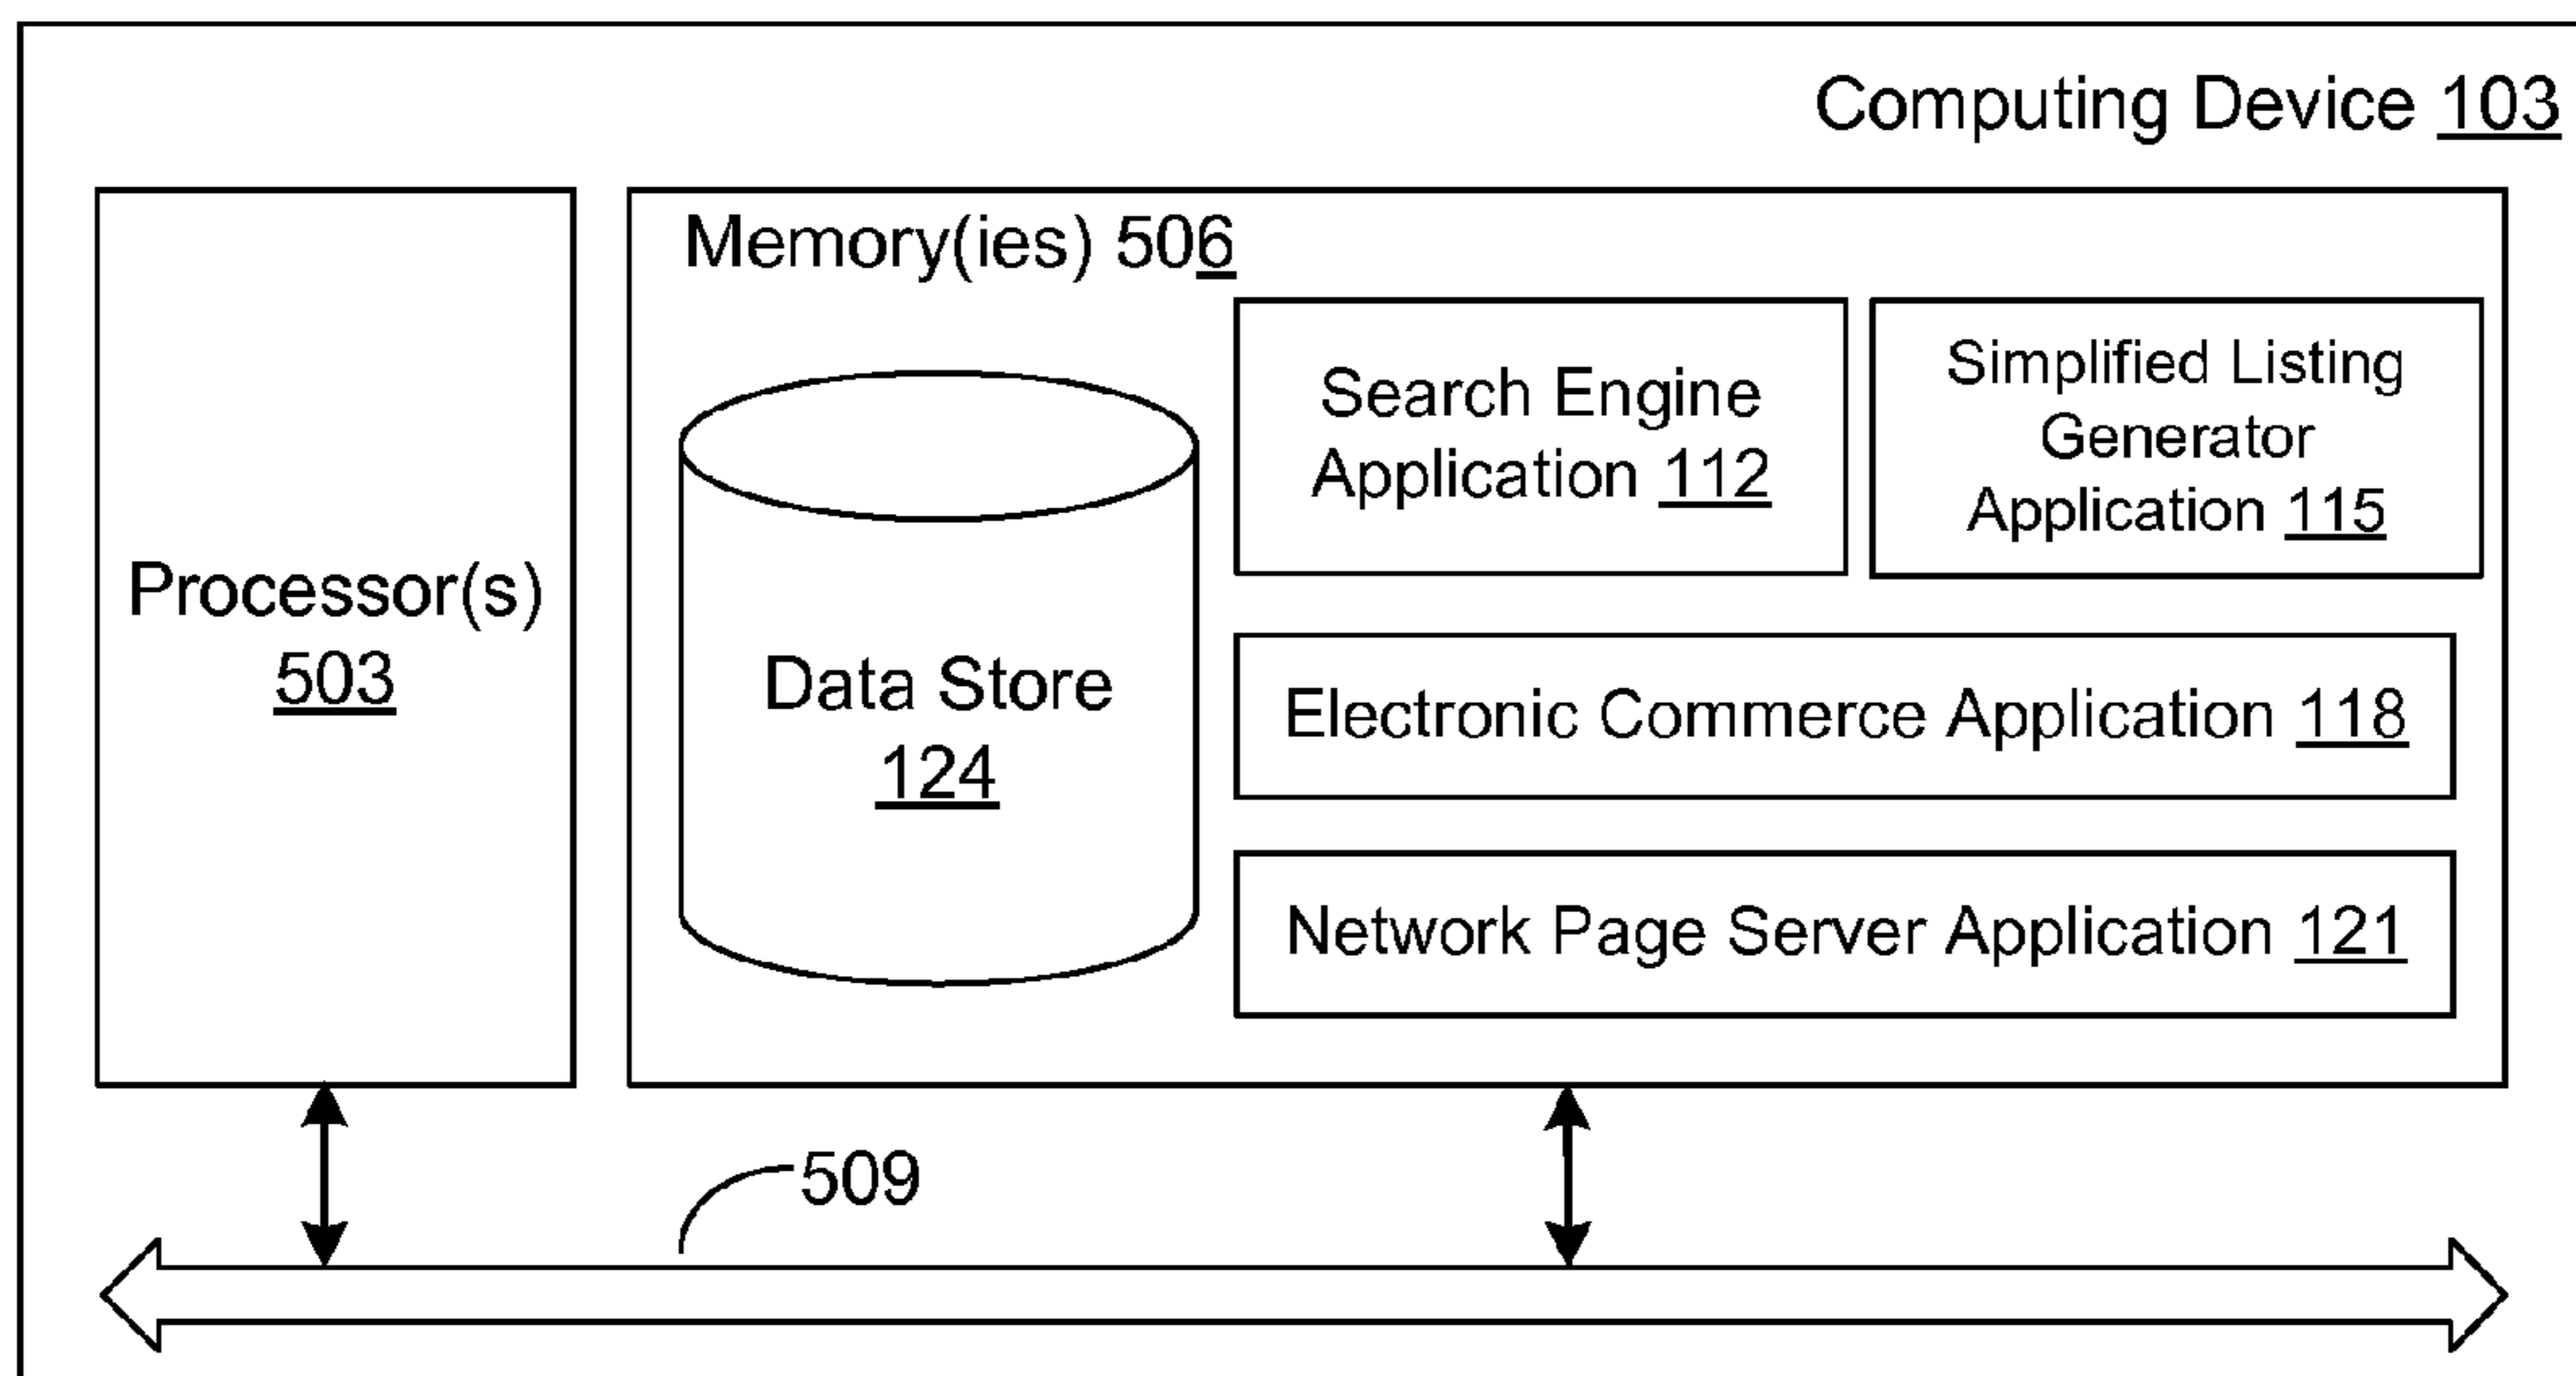 Computing Device 103
Memory(ies) 506
Processor(s)
503
Data Store
124
Search Engine
Application 112
Simplified Listing
Generator
Application 115
Electronic Commerce Application 118
Network Page Server Application 121
509